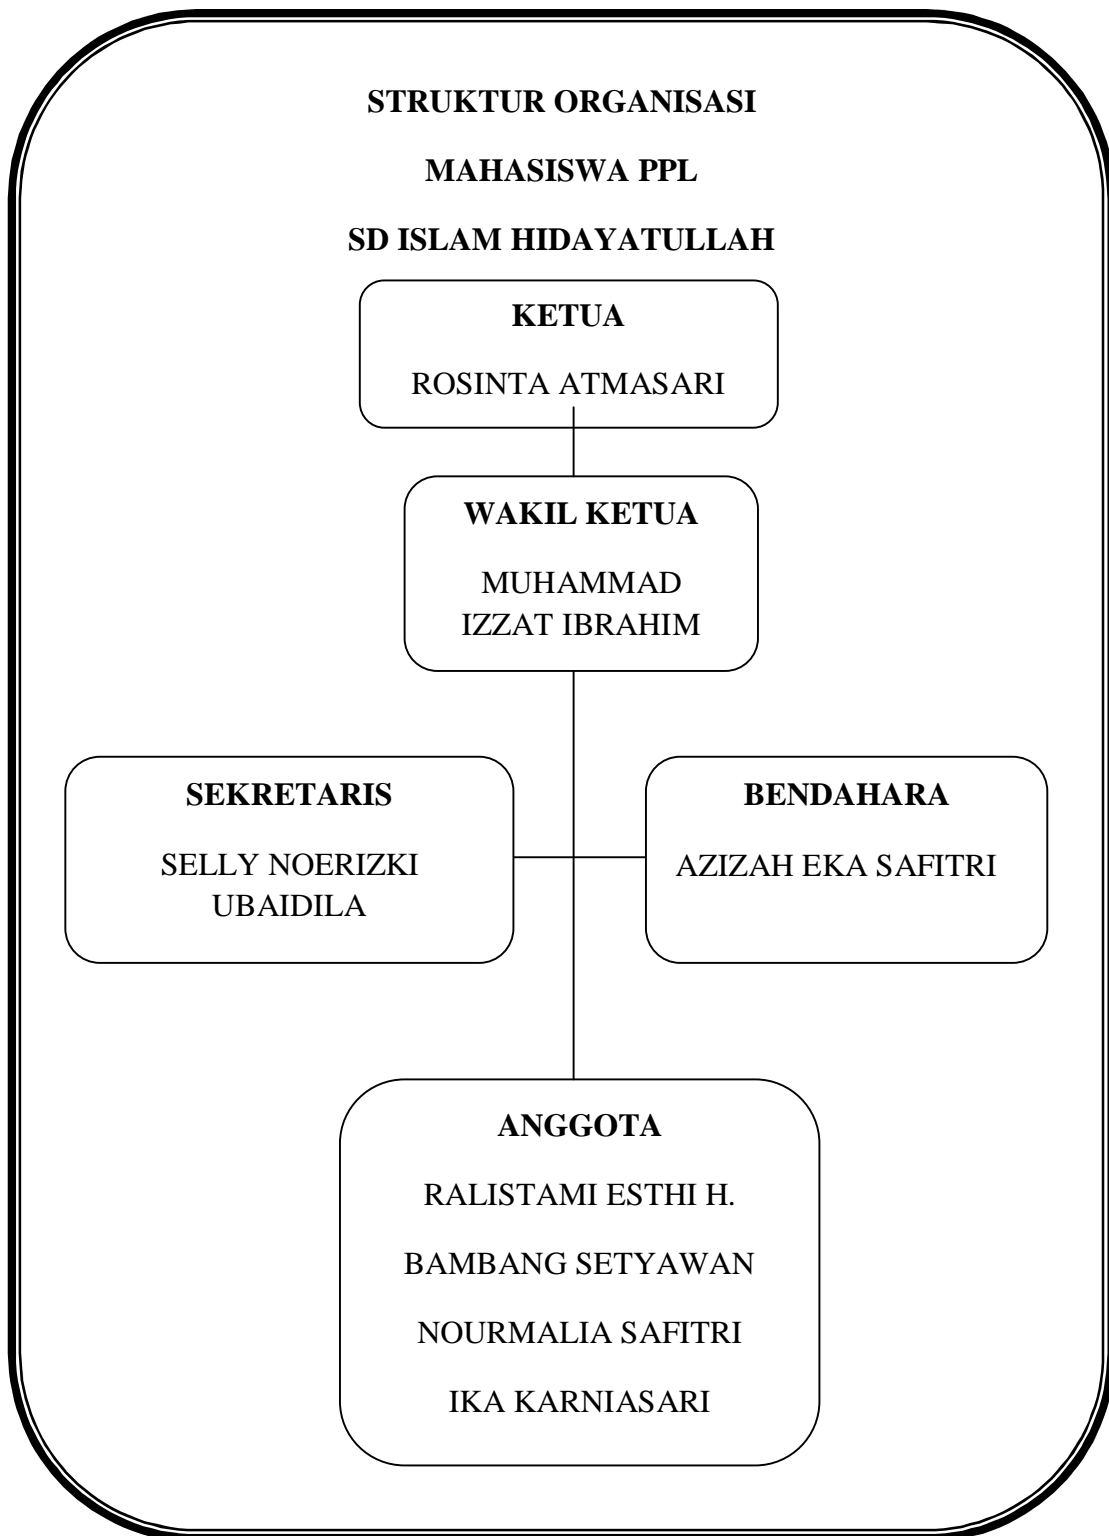 STRUKTUR ORGANISASI
MAHASISWA PPL
SD ISLAM HIDAYATULLAH
KETUA
ROSINTA ATMASARI
WAKIL KETUA
MUHAMMAD
IZZAT IBRAHIM
SEKRETARIS
SELLY NOERIZKI
UBAIDILA
BENDAHARA
AZIZAH EKA SAFITRI
ANGGOTA
RALISTAMI ESTHI H.
BAMBANG SETYAWAN
NOURMALIA SAFITRI
IKA KARNIASARI